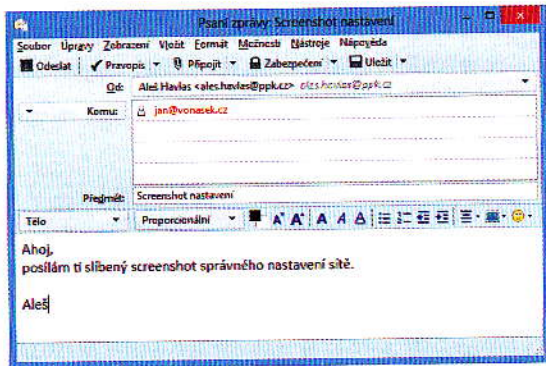 Psaní zprávy: Screenshot nastavení
Soubor Úpravy Zobrazení Vložit Formát Možnosti Nástroje Nápověda
Odeslat Pravopis Připojit Zabezpečení Uložit
Od: Aleš Havlas <ales.havlas@ppk.cz> ales.havlas@ppk.cz
Komu: jan@vonasek.cz
Předmět: Screenshot nastavení
Tělo Proporcionální
Ahoj,
posílám ti slíbený screenshot správného nastavení sítě.
Aleš